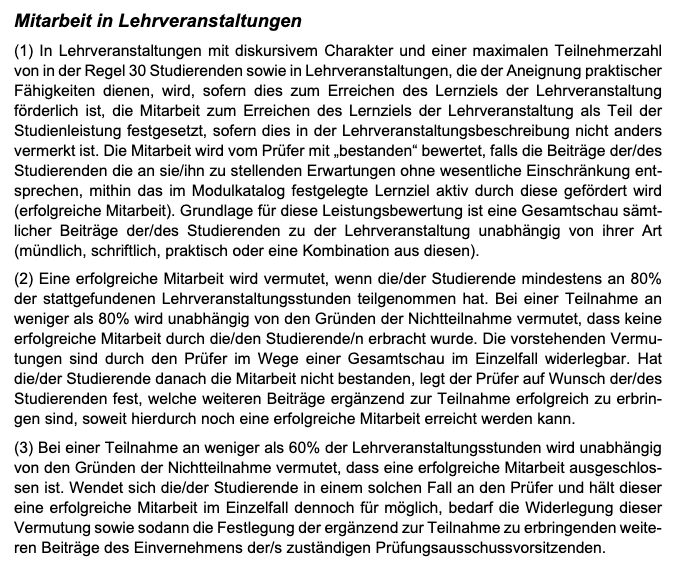 Mitarbeit in Lehrveranstaltungen
(1) In Lehrveranstaltungen mit diskursivem Charakter und einer maximalen Teilnehmerzahl
von in der Regel 30 Studierenden sowie in Lehrveranstaltungen, die der Aneignung praktischer
Fähigkeiten dienen, wird, sofern dies zum Erreichen des Lernziels der Lehrveranstaltung
förderlich ist, die Mitarbeit zum Erreichen des Lernziels der Lehrveranstaltung als Teil der
Studienleistung festgesetzt, sofern dies in der Lehrveranstaltungsbeschreibung nicht anders
vermerkt ist. Die Mitarbeit wird vom Prüfer mit „bestanden“ bewertet, falls die Beiträge der/des
Studierenden die an sie/ihn zu stellenden Erwartungen ohne wesentliche Einschränkung ent-
sprechen, mithin das im Modulkatalog festgelegte Lernziel aktiv durch diese gefördert wird
(erfolgreiche Mitarbeit). Grundlage für diese Leistungsbewertung ist eine Gesamtschau sämt-
licher Beiträge der/des Studierenden zu der Lehrveranstaltung unabhängig von ihrer Art
(mündlich, schriftlich, praktisch oder eine Kombination aus diesen).
(2) Eine erfolgreiche Mitarbeit wird vermutet, wenn die/der Studierende mindestens an 80%
der stattgefundenen Lehrveranstaltungsstunden teilgenommen hat. Bei einer Teilnahme an
weniger als 80% wird unabhängig von den Gründen der Nichtteilnahme vermutet, dass keine
erfolgreiche Mitarbeit durch die/den Studierende/n erbracht wurde. Die vorstehenden Vermu-
tungen sind durch den Prüfer im Wege einer Gesamtschau im Einzelfall widerlegbar. Hat
die/der Studierende danach die Mitarbeit nicht bestanden, legt der Prüfer auf Wunsch der/des
Studierenden fest, welche weiteren Beiträge ergänzend zur Teilnahme erfolgreich zu erbrin-
gen sind, soweit hierdurch noch eine erfolgreiche Mitarbeit erreicht werden kann.
(3) Bei einer Teilnahme an weniger als 60% der Lehrveranstaltungsstunden wird unabhängig
von den Gründen der Nichtteilnahme vermutet, dass eine erfolgreiche Mitarbeit ausgeschlos-
sen ist. Wendet sich die/der Studierende in einem solchen Fall an den Prüfer und hält dieser
eine erfolgreiche Mitarbeit im Einzelfall dennoch für möglich, bedarf die Widerlegung dieser
Vermutung sowie sodann die Festlegung der ergänzend zur Teilnahme zu erbringenden weite-
ren Beiträge des Einvernehmens der/s zuständigen Prüfungsausschussvorsitzenden.